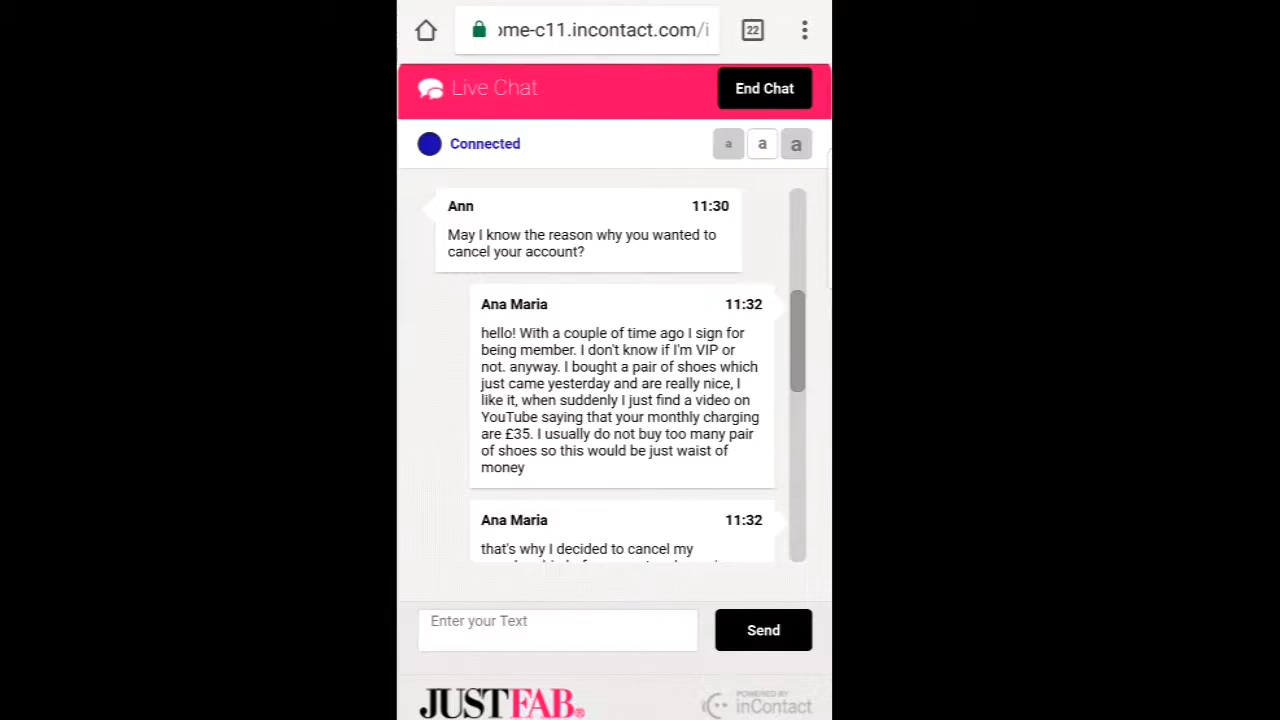 ome-c11.incontact.com/i
22
Live Chat
End Chat
Connected
a a a
Ann 11:30
May I know the reason why you wanted to
cancel your account?
Ana Maria 11:32
hello! With a couple of time ago I sign for
being member. I don't know if I'm VIP or
not. anyway. I bought a pair of shoes which
just came yesterday and are really nice, I
like it, when suddenly I just find a video on
YouTube saying that your monthly charging
are £35. I usually do not buy too many pair
of shoes so this would be just waist of
money
Ana Maria 11:32
that's why I decided to cancel my
Enter your Text
Send
JUSTFAB®
POWERED BY
inContact